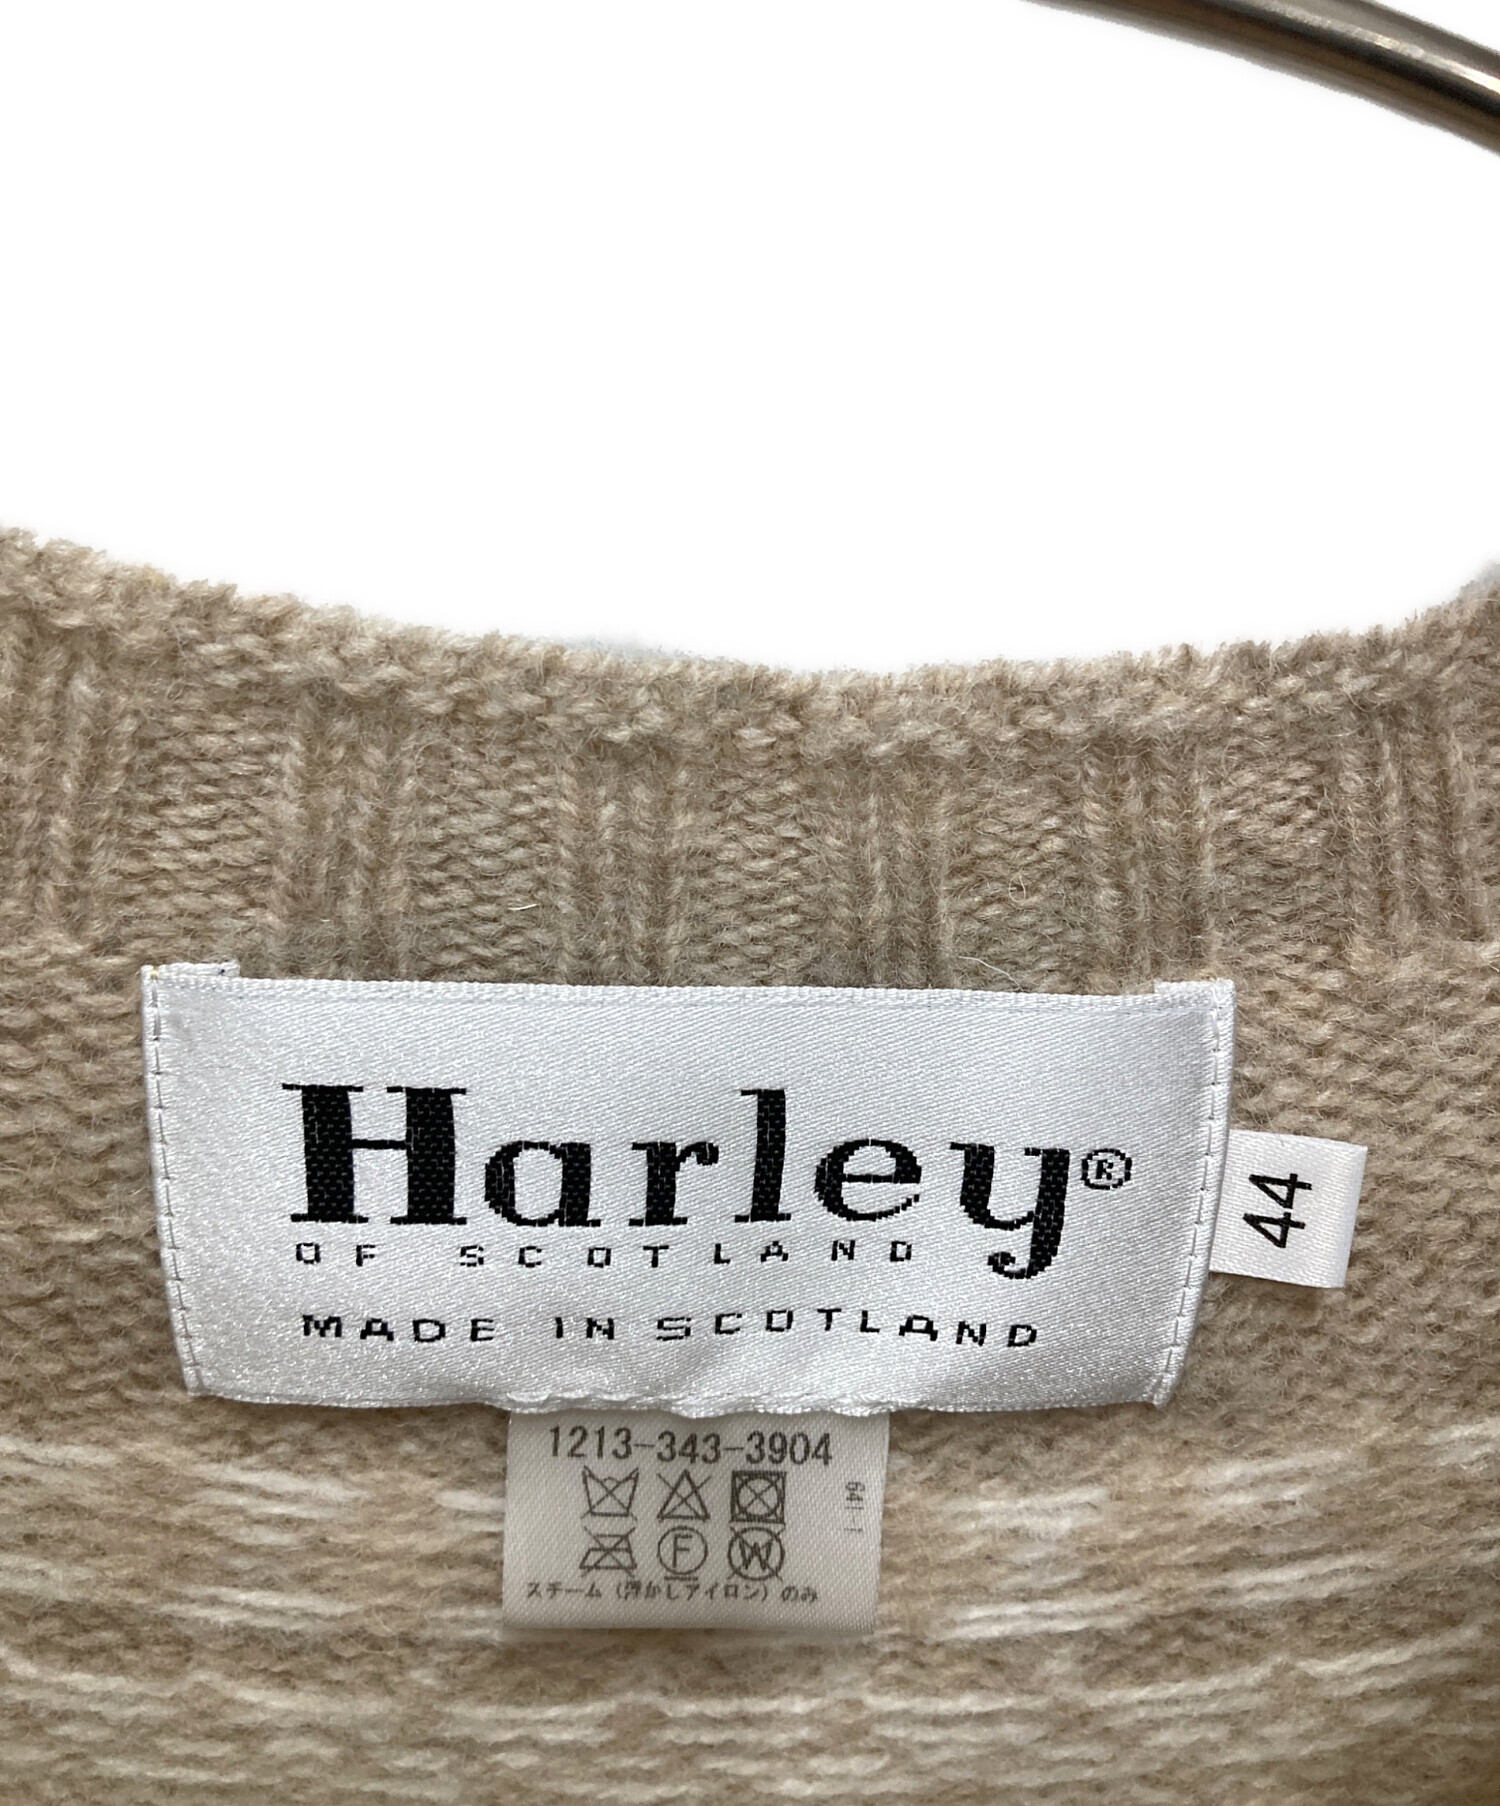 Harley®
OF SCOTLAND
MADE IN SCOTLAND
44
1213-343-3904
F W
スチーム(浮かしアイロン)のみ